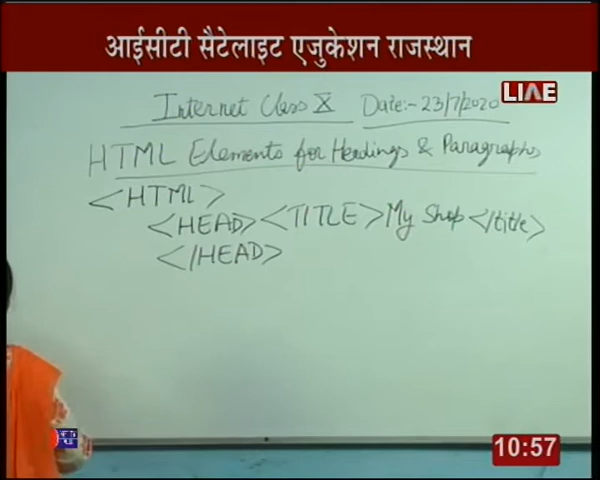 आईसीटी सैटेलाइट एजुकेशन राजस्थान
LIVE
Internet Class X Date:- 23/7/2020
HTML Elements for Headings & Paragraphs
<HTML>
<HEAD> <TITLE> My Shop </title>
</HEAD>
10:57